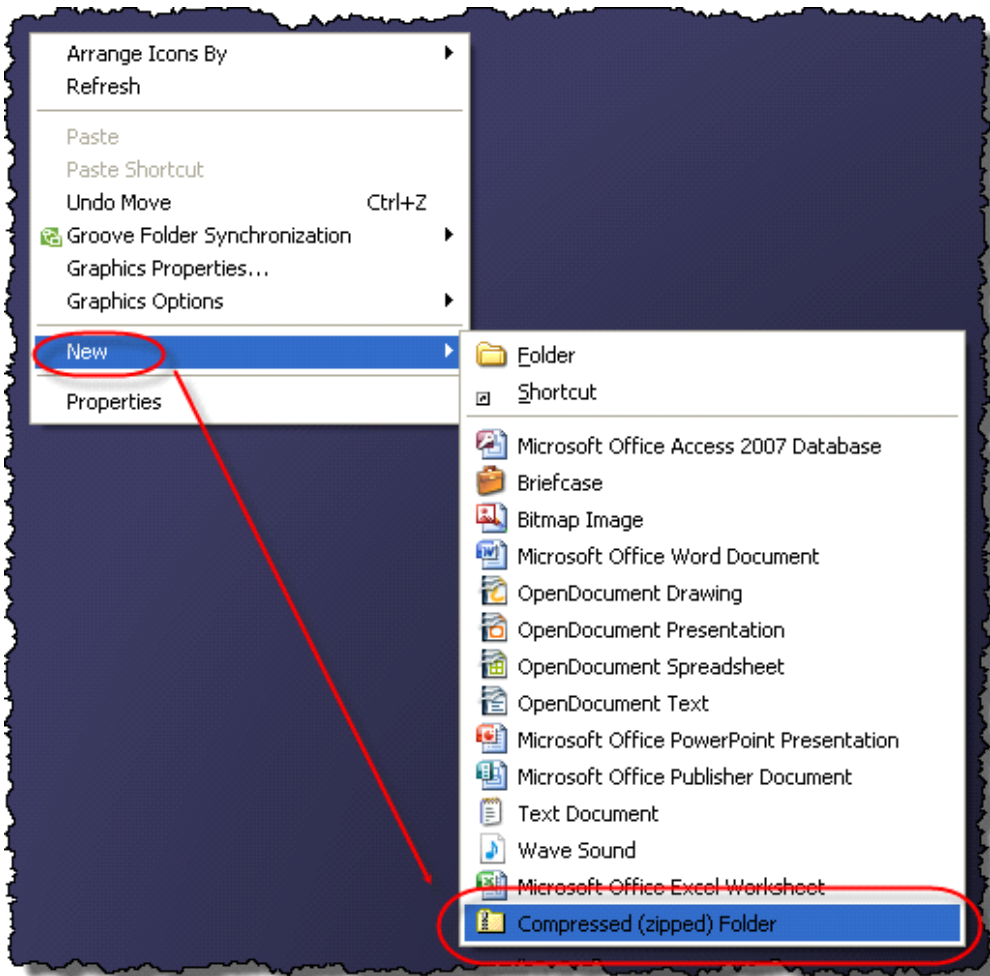 Arrange Icons By
Refresh
Paste
Paste Shortcut
Undo Move Ctrl+Z
Groove Folder Synchronization
Graphics Properties...
Graphics Options
New
Properties
Folder
Shortcut
Microsoft Office Access 2007 Database
Briefcase
Bitmap Image
Microsoft Office Word Document
OpenDocument Drawing
OpenDocument Presentation
OpenDocument Spreadsheet
OpenDocument Text
Microsoft Office PowerPoint Presentation
Microsoft Office Publisher Document
Text Document
Wave Sound
Microsoft Office Excel Worksheet
Compressed (zipped) Folder